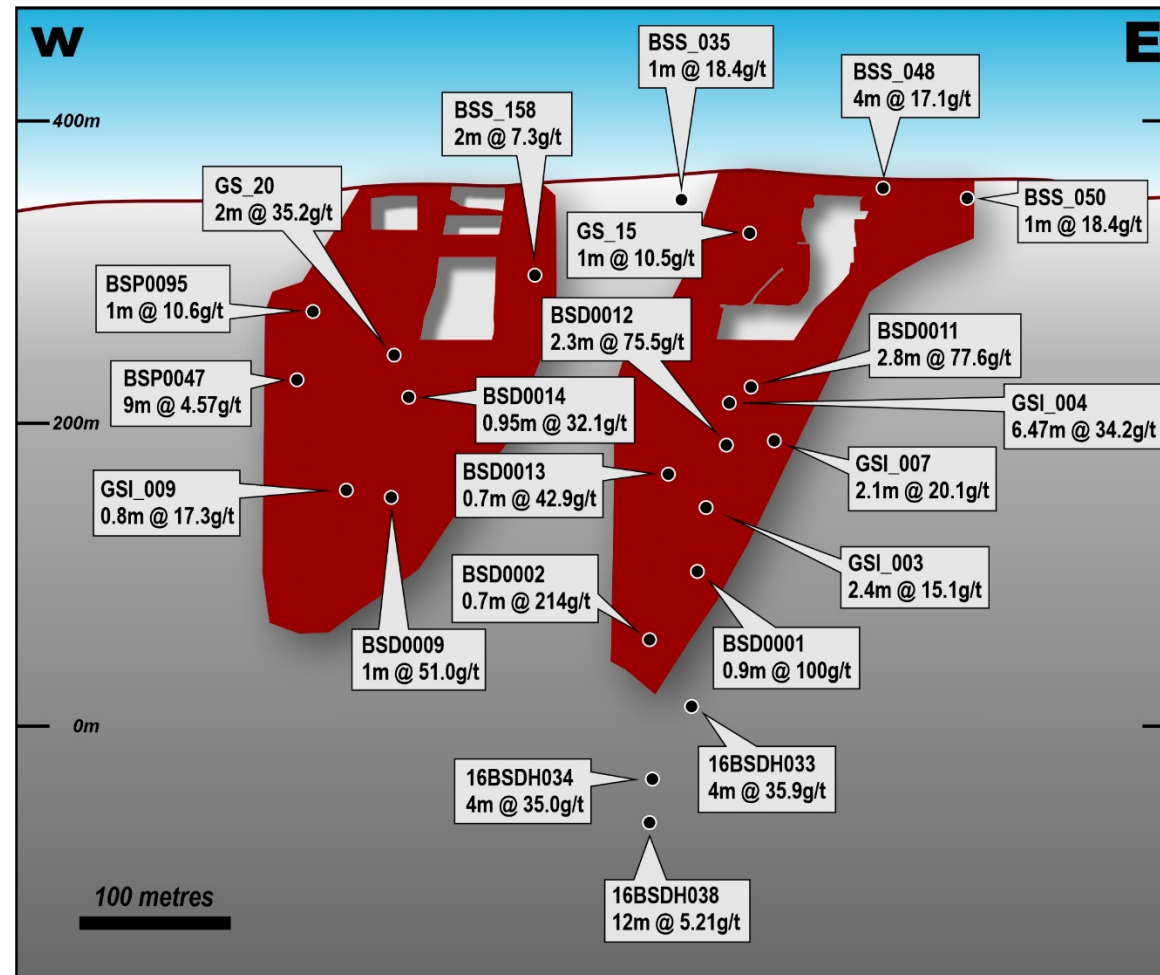 W
E
BSS_035
1m @ 18.4g/t
BSS_048
4m @ 17.1g/t
BSS_158
2m @ 7.3g/t
400m
GS_20
2m @ 35.2g/t
BSS_050
1m @ 18.4g/t
GS_15
1m @ 10.5g/t
BSP0095
1m @ 10.6g/t
BSD0012
2.3m @ 75.5g/t
BSD0011
2.8m @ 77.6g/t
BSP0047
9m @ 4.57g/t
BSD0014
0.95m @ 32.1g/t
GSI_004
6.47m @ 34.2g/t
200m
GSI_007
2.1m @ 20.1g/t
BSD0013
0.7m @ 42.9g/t
GSI_009
0.8m @ 17.3g/t
GSI_003
2.4m @ 15.1g/t
BSD0002
0.7m @ 214g/t
BSD0009
1m @ 51.0g/t
BSD0001
0.9m @ 100g/t
0m
16BSDH034
4m @ 35.0g/t
16BSDH033
4m @ 35.9g/t
100 metres
16BSDH038
12m @ 5.21g/t